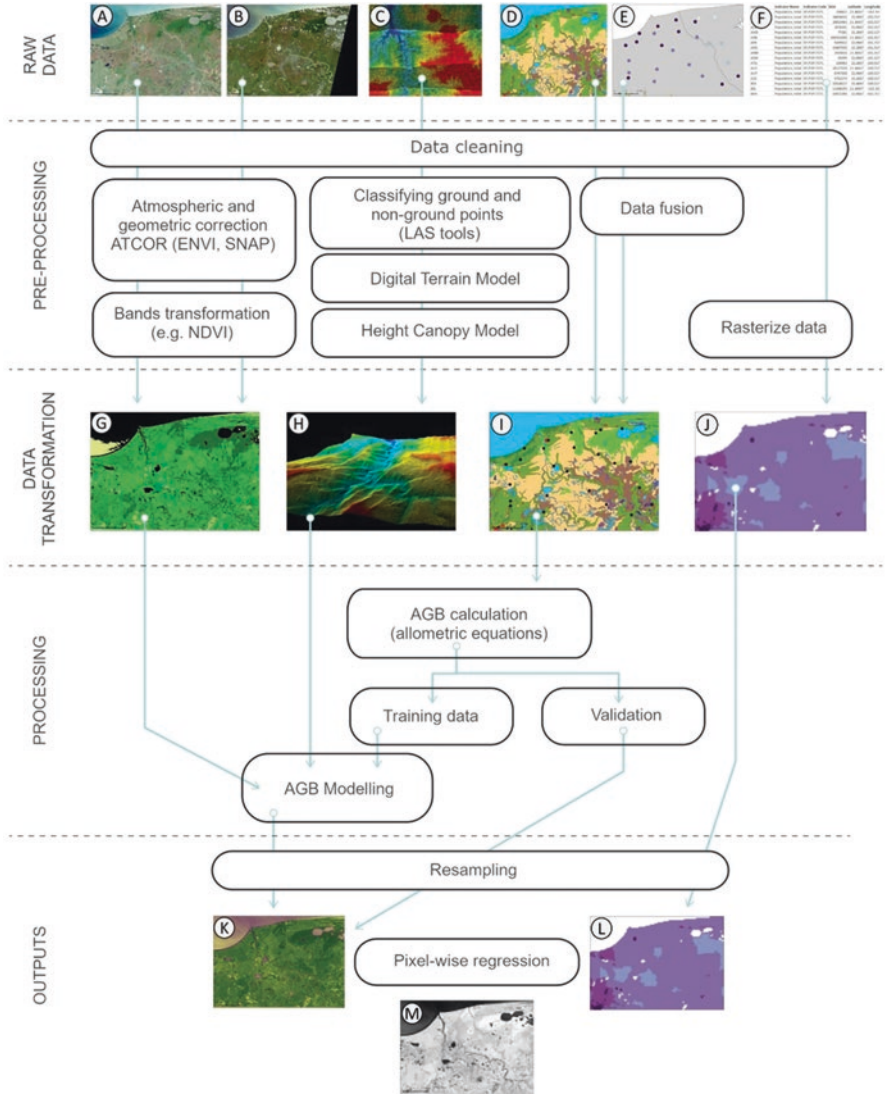 RAW DATA
A
B
C
D
E
F
PRE-PROCESSING
Data cleaning
Atmospheric and
geometric correction
ATCOR (ENVI, SNAP)
Bands transformation
(e.g. NDVI)
Classifying ground and
non-ground points
(LAS tools)
Digital Terrain Model
Height Canopy Model
Data fusion
Rasterize data
DATA TRANSFORMATION
G
H
I
J
PROCESSING
AGB calculation
(allometric equations)
Training data
Validation
AGB Modelling
OUTPUTS
Resampling
K
L
Pixel-wise regression
M